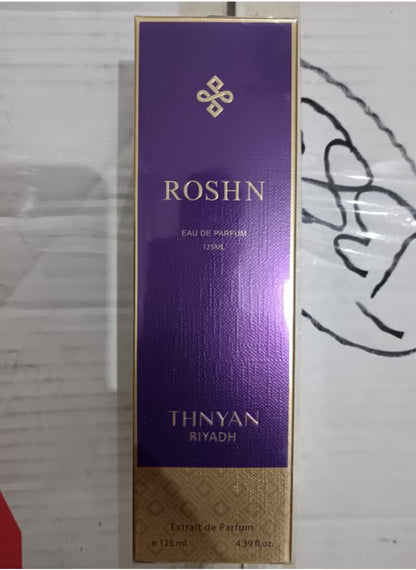 ROSHN
EAU DE PARFUM
125ML
THNYAN
RIYADH
Extrait de Parfum
e 125 ml. 4.39 fl.oz.